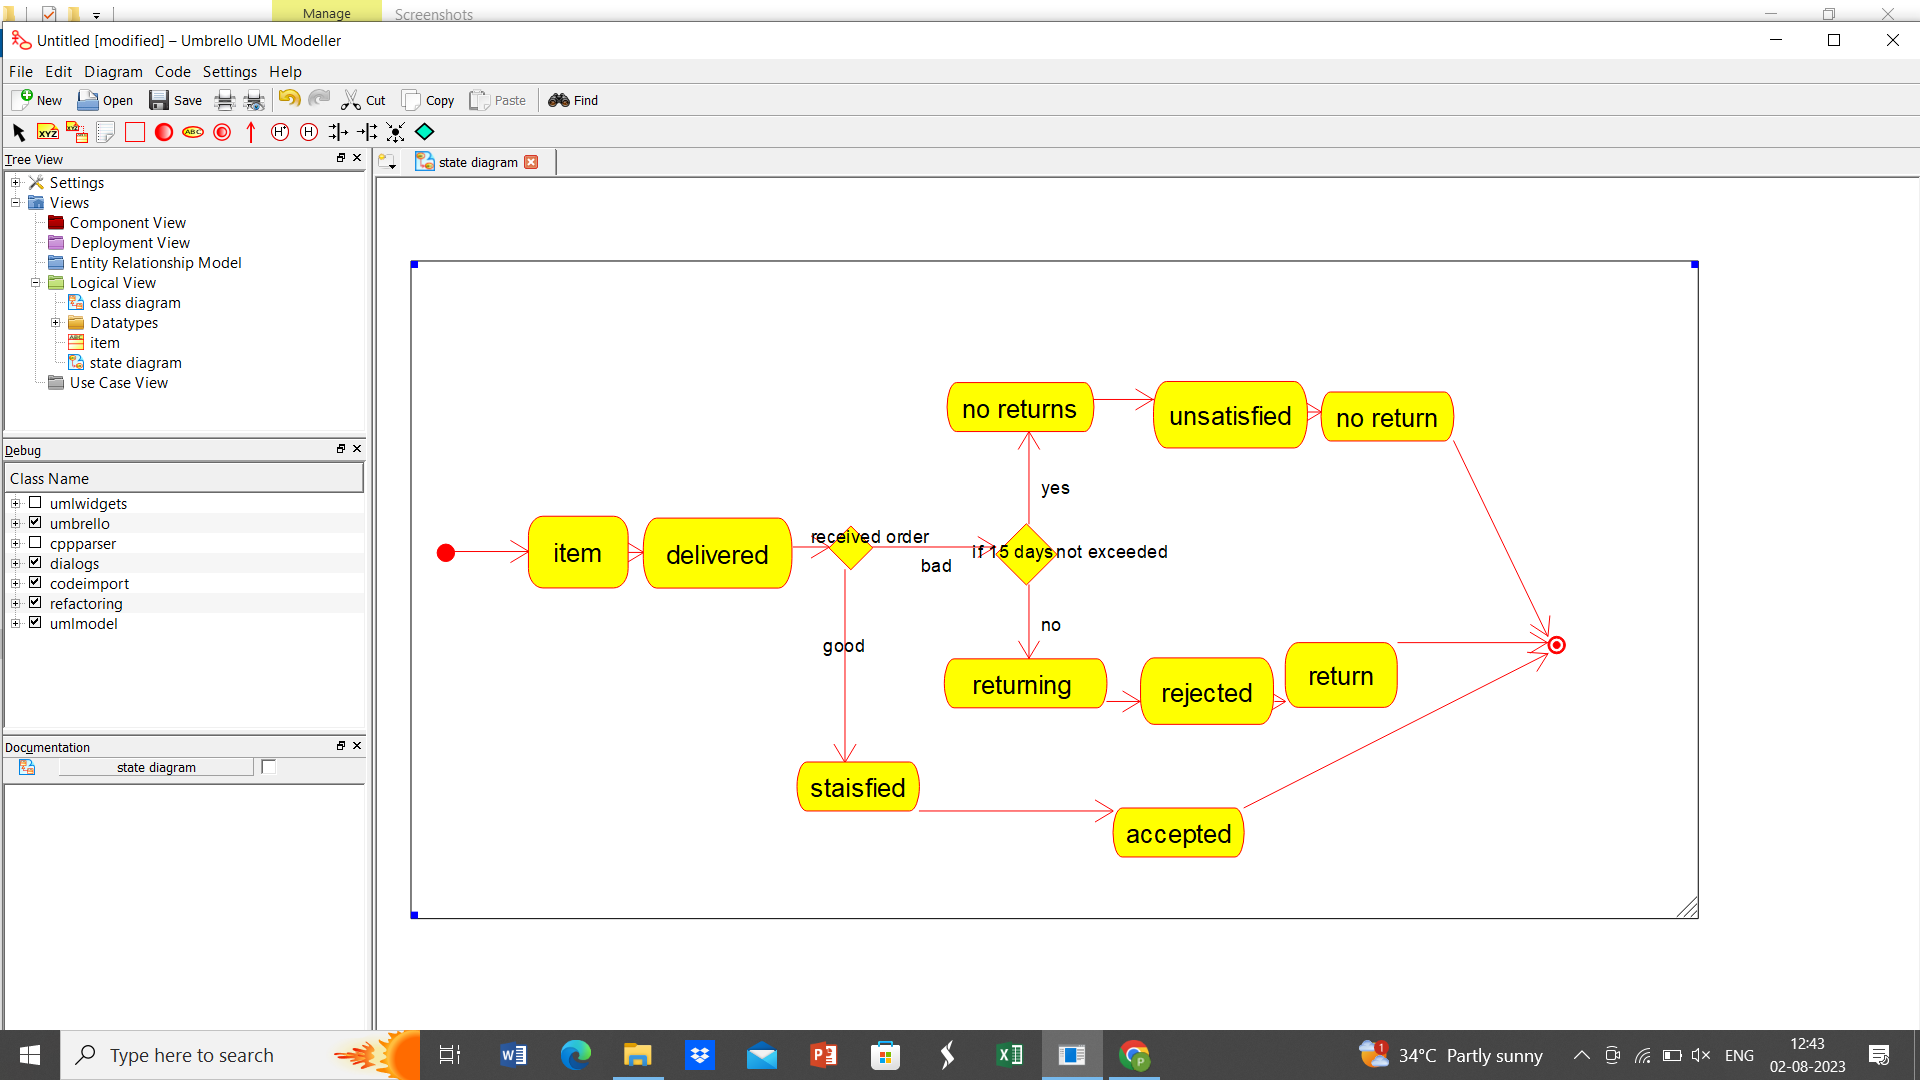 Manage
Screenshots
Untitled [modified] – Umbrello UML Modeller
File Edit Diagram Code Settings Help
New Open Save Cut Copy Paste Find
XYZ XYZ ABC H* H
Tree View
state diagram
Settings
Views
Component View
Deployment View
Entity Relationship Model
Logical View
class diagram
Datatypes
item
state diagram
Use Case View
Debug
Class Name
umlwidgets
umbrello
cppparser
dialogs
codeimport
refactoring
umlmodel
Documentation
state diagram
no returns
unsatisfied
no return
yes
item
delivered
received order
bad
if 15 days not exceeded
good
no
returning
rejected
return
staisfied
accepted
Type here to search
1
34°C Partly sunny
ENG
12:43
02-08-2023